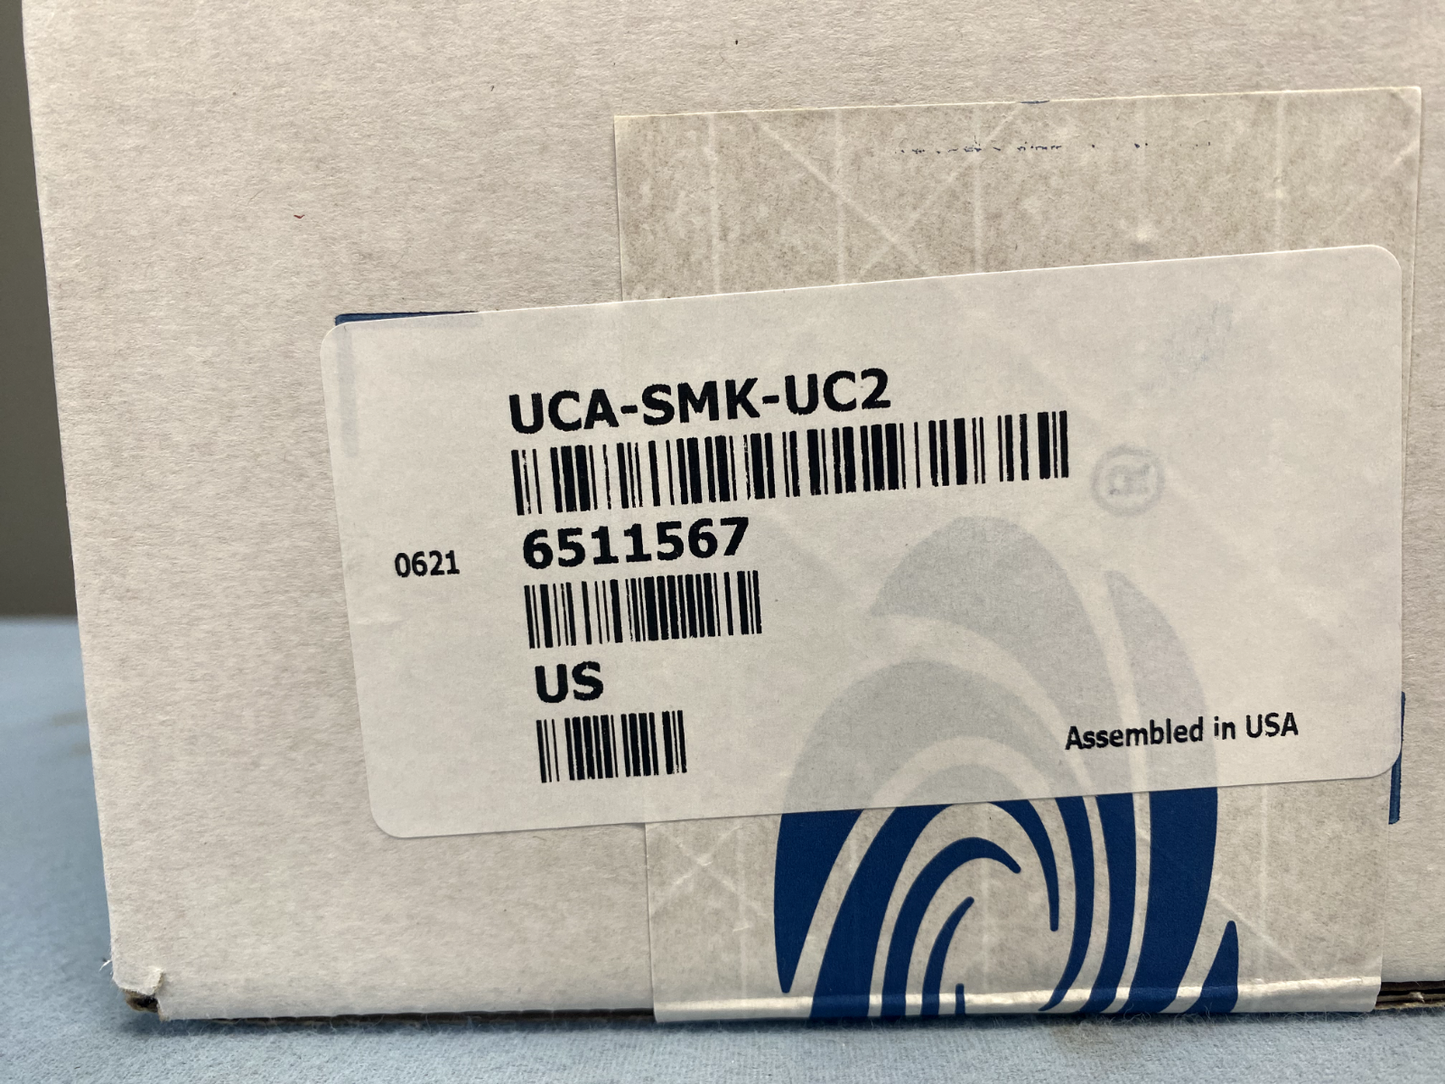 UCA-SMK-UC2
0621
6511567
US
Assembled in USA
®